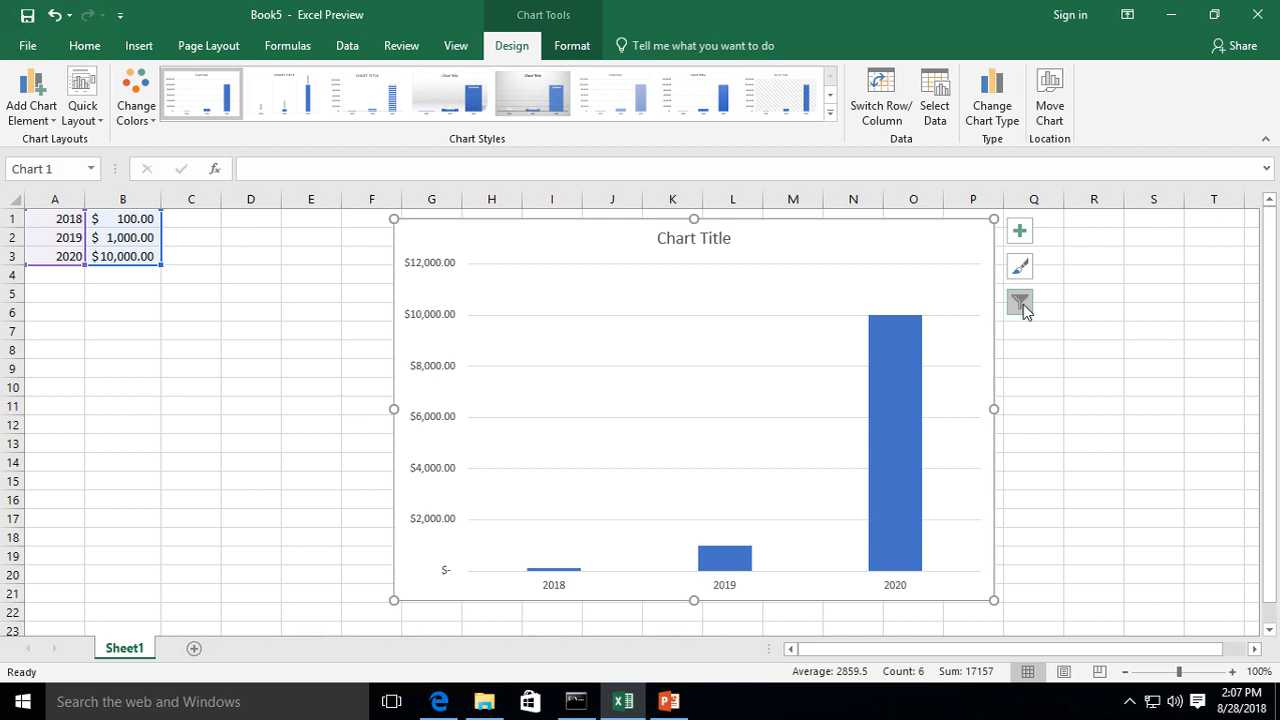 Book5 - Excel Preview
Chart Tools
Sign in
File
Home
Insert
Page Layout
Formulas
Data
Review
View
Design
Format
Tell me what you want to do
Share
Add Chart
Element
Quick
Layout
Change
Colors
Switch Row/
Column
Select
Data
Change
Chart Type
Move
Chart
Chart Layouts
Chart Styles
Data
Type
Location
Chart 1
fx
A B C D E F G H I J K L M N O P Q R S T
1 2018 $ 100.00
2 2019 $ 1,000.00
3 2020 $ 10,000.00
4
5
6
7
8
9
10
11
12
13
14
15
16
17
18
19
20
21
22
23
Chart Title
$12,000.00
$10,000.00
$8,000.00
$6,000.00
$4,000.00
$2,000.00
$-
2018 2019 2020
Sheet1
Ready
Average: 2859.5 Count: 6 Sum: 17157
100%
Search the web and Windows
2:07 PM
8/28/2018